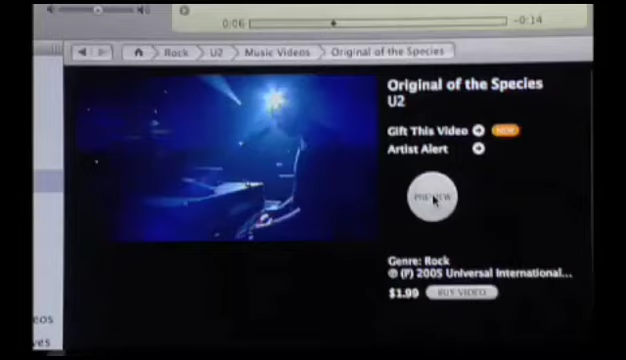 0:06
-0:14
Rock U2 Music Videos Original of the Species
Original of the Species
U2
Gift This Video NEW
Artist Alert
PREVIEW
Genre: Rock
℗ (P) 2005 Universal International...
$1.99 BUY VIDEO
eos
ves